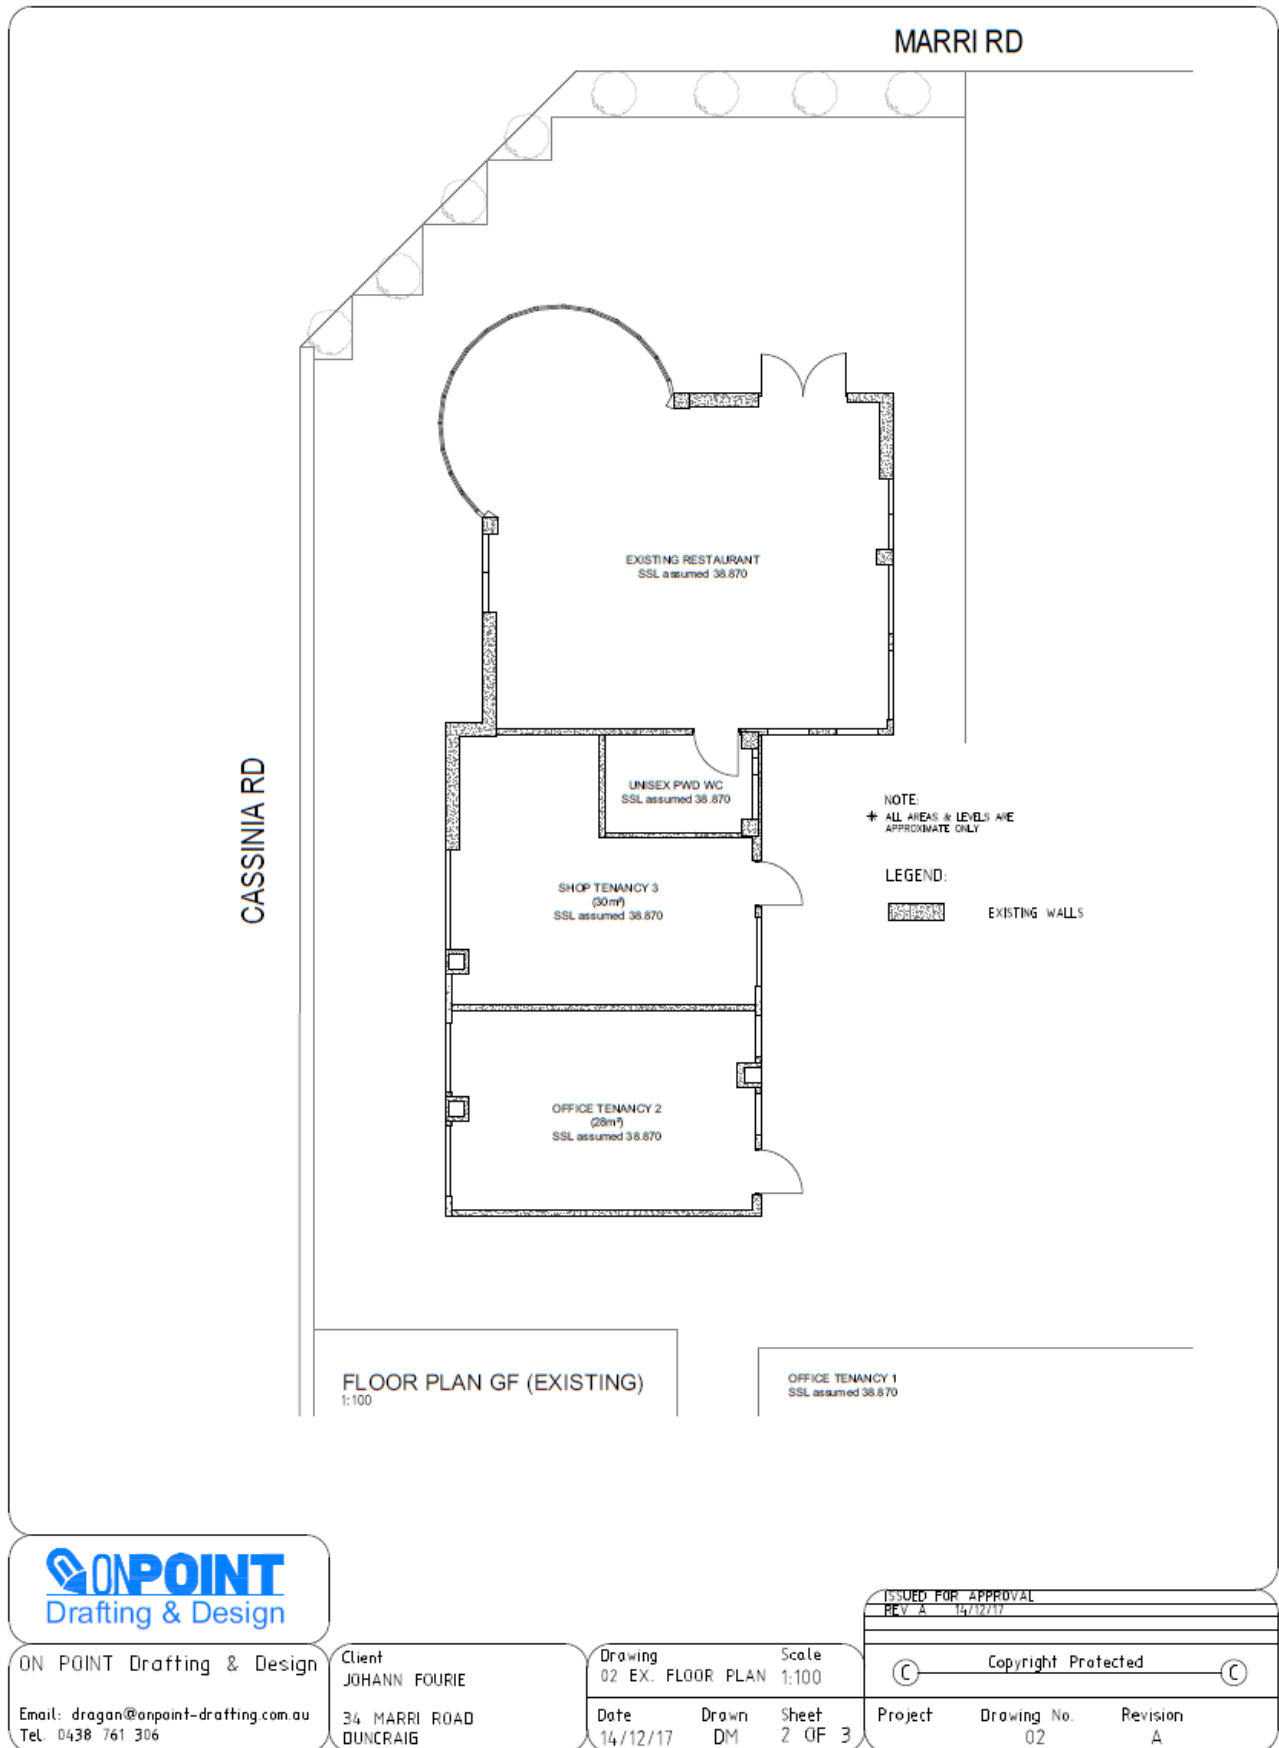 MARRI RD
EXISTING RESTAURANT
SSL assumed 38.870
CASSINIA RD
UNISEX PWD WC
SSL assumed 38.870
NOTE:
* ALL AREAS & LEVELS ARE
APPROXIMATE ONLY
LEGEND:
EXISTING WALLS
SHOP TENANCY 3
(30m²)
SSL assumed 38.870
OFFICE TENANCY 2
(28m²)
SSL assumed 38.870
FLOOR PLAN GF (EXISTING)
1:100
OFFICE TENANCY 1
SSL assumed 38.870
ONPOINT
Drafting & Design
ON POINT Drafting & Design
Email: dragan@onpoint-drafting.com.au
Tel. 0438 761 306
Client
JOHANN FOURIE
34 MARRI ROAD
DUNCRAIG
Drawing Scale
02 EX. FLOOR PLAN 1:100
Date Drawn Sheet
14/12/17 DM 2 OF 3
ISSUED FOR APPROVAL
REV A 14/12/17
C Copyright Protected C
Project Drawing No. Revision
02 A